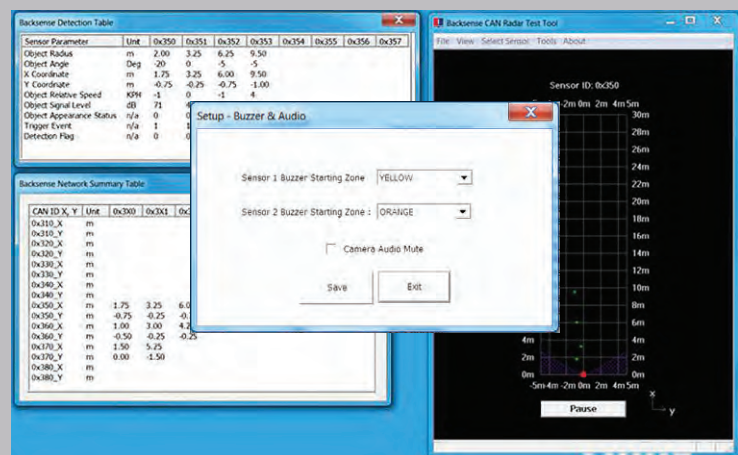 Backsense Detection Table
Sensor Parameter Unit 0x350 0x351 0x352 0x353 0x354 0x355 0x356 0x357
Object Radius m 2.00 3.25 6.25 9.50
Object Angle Deg -20 0 -5 -5
X Coordinate m 1.75 3.25 6.00 9.50
Y Coordinate m -0.75 -0.25 -0.75 -1.00
Object Relative Speed KPH -1 0 -1 4
Object Signal Level dB 71
Object Appearance Status n/a 0
Trigger Event n/a 1 1
Detection Flag n/a 0
Backsense Network Summary Table
CAN ID X, Y Unit 0x3X0 0x3X1
0x310_X m
0x310_Y m
0x320_X m
0x320_Y m
0x330_X m
0x330_Y m
0x340_X m
0x340_Y m
0x350_X m 1.75 3.25 6.0
0x350_Y m -0.75 -0.25
0x360_X m 1.00 3.00 4.2
0x360_Y m -0.50 -0.25 -0.25
0x370_X m 1.50 5.25
0x370_Y m 0.00 -1.50
0x380_X m
0x380_Y m
Setup - Buzzer & Audio
Sensor 1 Buzzer Starting Zone YELLOW
Sensor 2 Buzzer Starting Zone : ORANGE
Camera Audio Mute
Save Exit
Backsense CAN Radar Test Tool
File View Select Sensor Tools About
Sensor ID: 0x350
-2m 0m 2m 4m 5m
30m
28m
26m
24m
22m
20m
18m
16m
14m
12m
10m
8m
6m
4m 4m
2m 2m
0m 0m
-5m -4m -2m 0m 2m 4m 5m
x
y
Pause